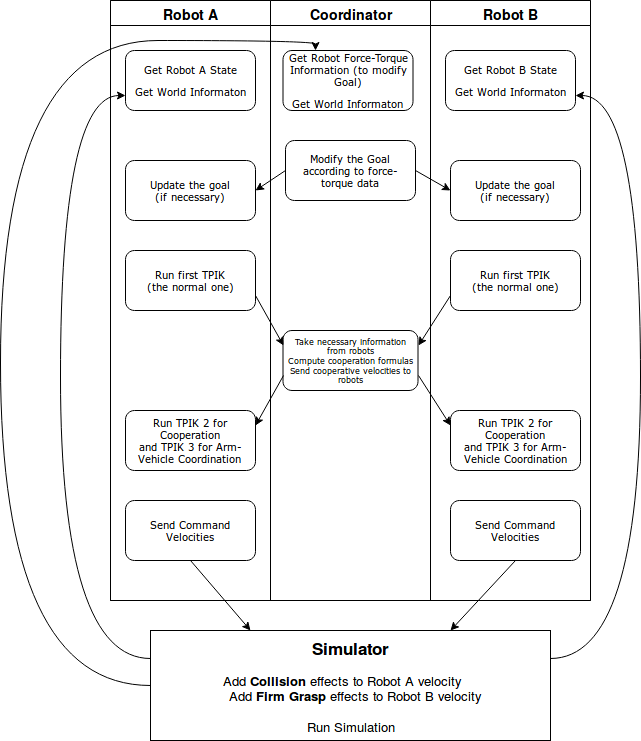 Robot A
Coordinator
Robot B
Get Robot A State
Get World Informaton
Get Robot Force-Torque
Information (to modify
Goal)
Get World Informaton
Get Robot B State
Get World Informaton
Modify the Goal
according to force-
torque data
Update the goal
(if necessary)
Update the goal
(if necessary)
Run first TPIK
(the normal one)
Run first TPIK
(the normal one)
Take necessary information
from robots
Compute cooperation formulas
Send cooperative velocities to
robots
Run TPIK 2 for
Cooperation
and TPIK 3 for Arm-
Vehicle Coordination
Run TPIK 2 for
Cooperation
and TPIK 3 for Arm-
Vehicle Coordination
Send Command
Velocities
Send Command
Velocities
Simulator
Add Collision effects to Robot A velocity
Add Firm Grasp effects to Robot B velocity
Run Simulation